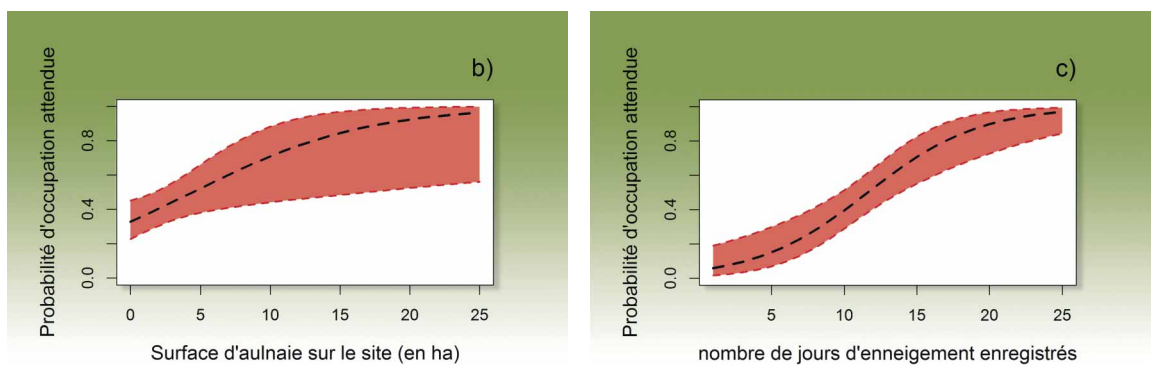 b)
Probabilité d'occupation attendue
0.8
0.4
0.0
0 5 10 15 20 25
Surface d'aulnaie sur le site (en ha)
c)
Probabilité d'occupation attendue
0.8
0.4
0.0
5 10 15 20 25
nombre de jours d'enneigement enregistrés